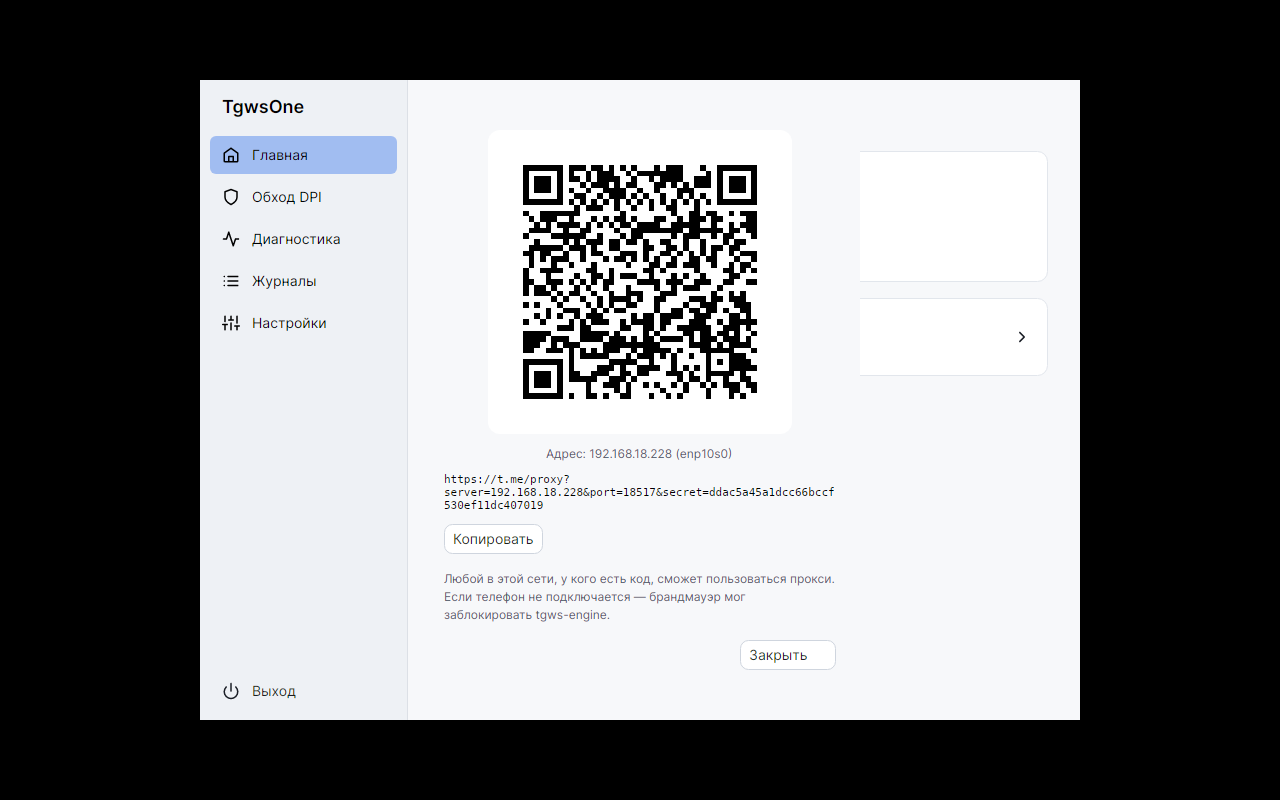 TgwsOne
Главная
Обход DPI
Диагностика
Журналы
Настройки
Выход
Адрес: 192.168.18.228 (enp10s0)
https://t.me/proxy?
server=192.168.18.228&port=18517&secret=ddac5a45a1dcc66bccf
530ef11dc407019
Копировать
Любой в этой сети, у кого есть код, сможет пользоваться прокси.
Если телефон не подключается — брандмауэр мог
заблокировать tgws-engine.
Закрыть